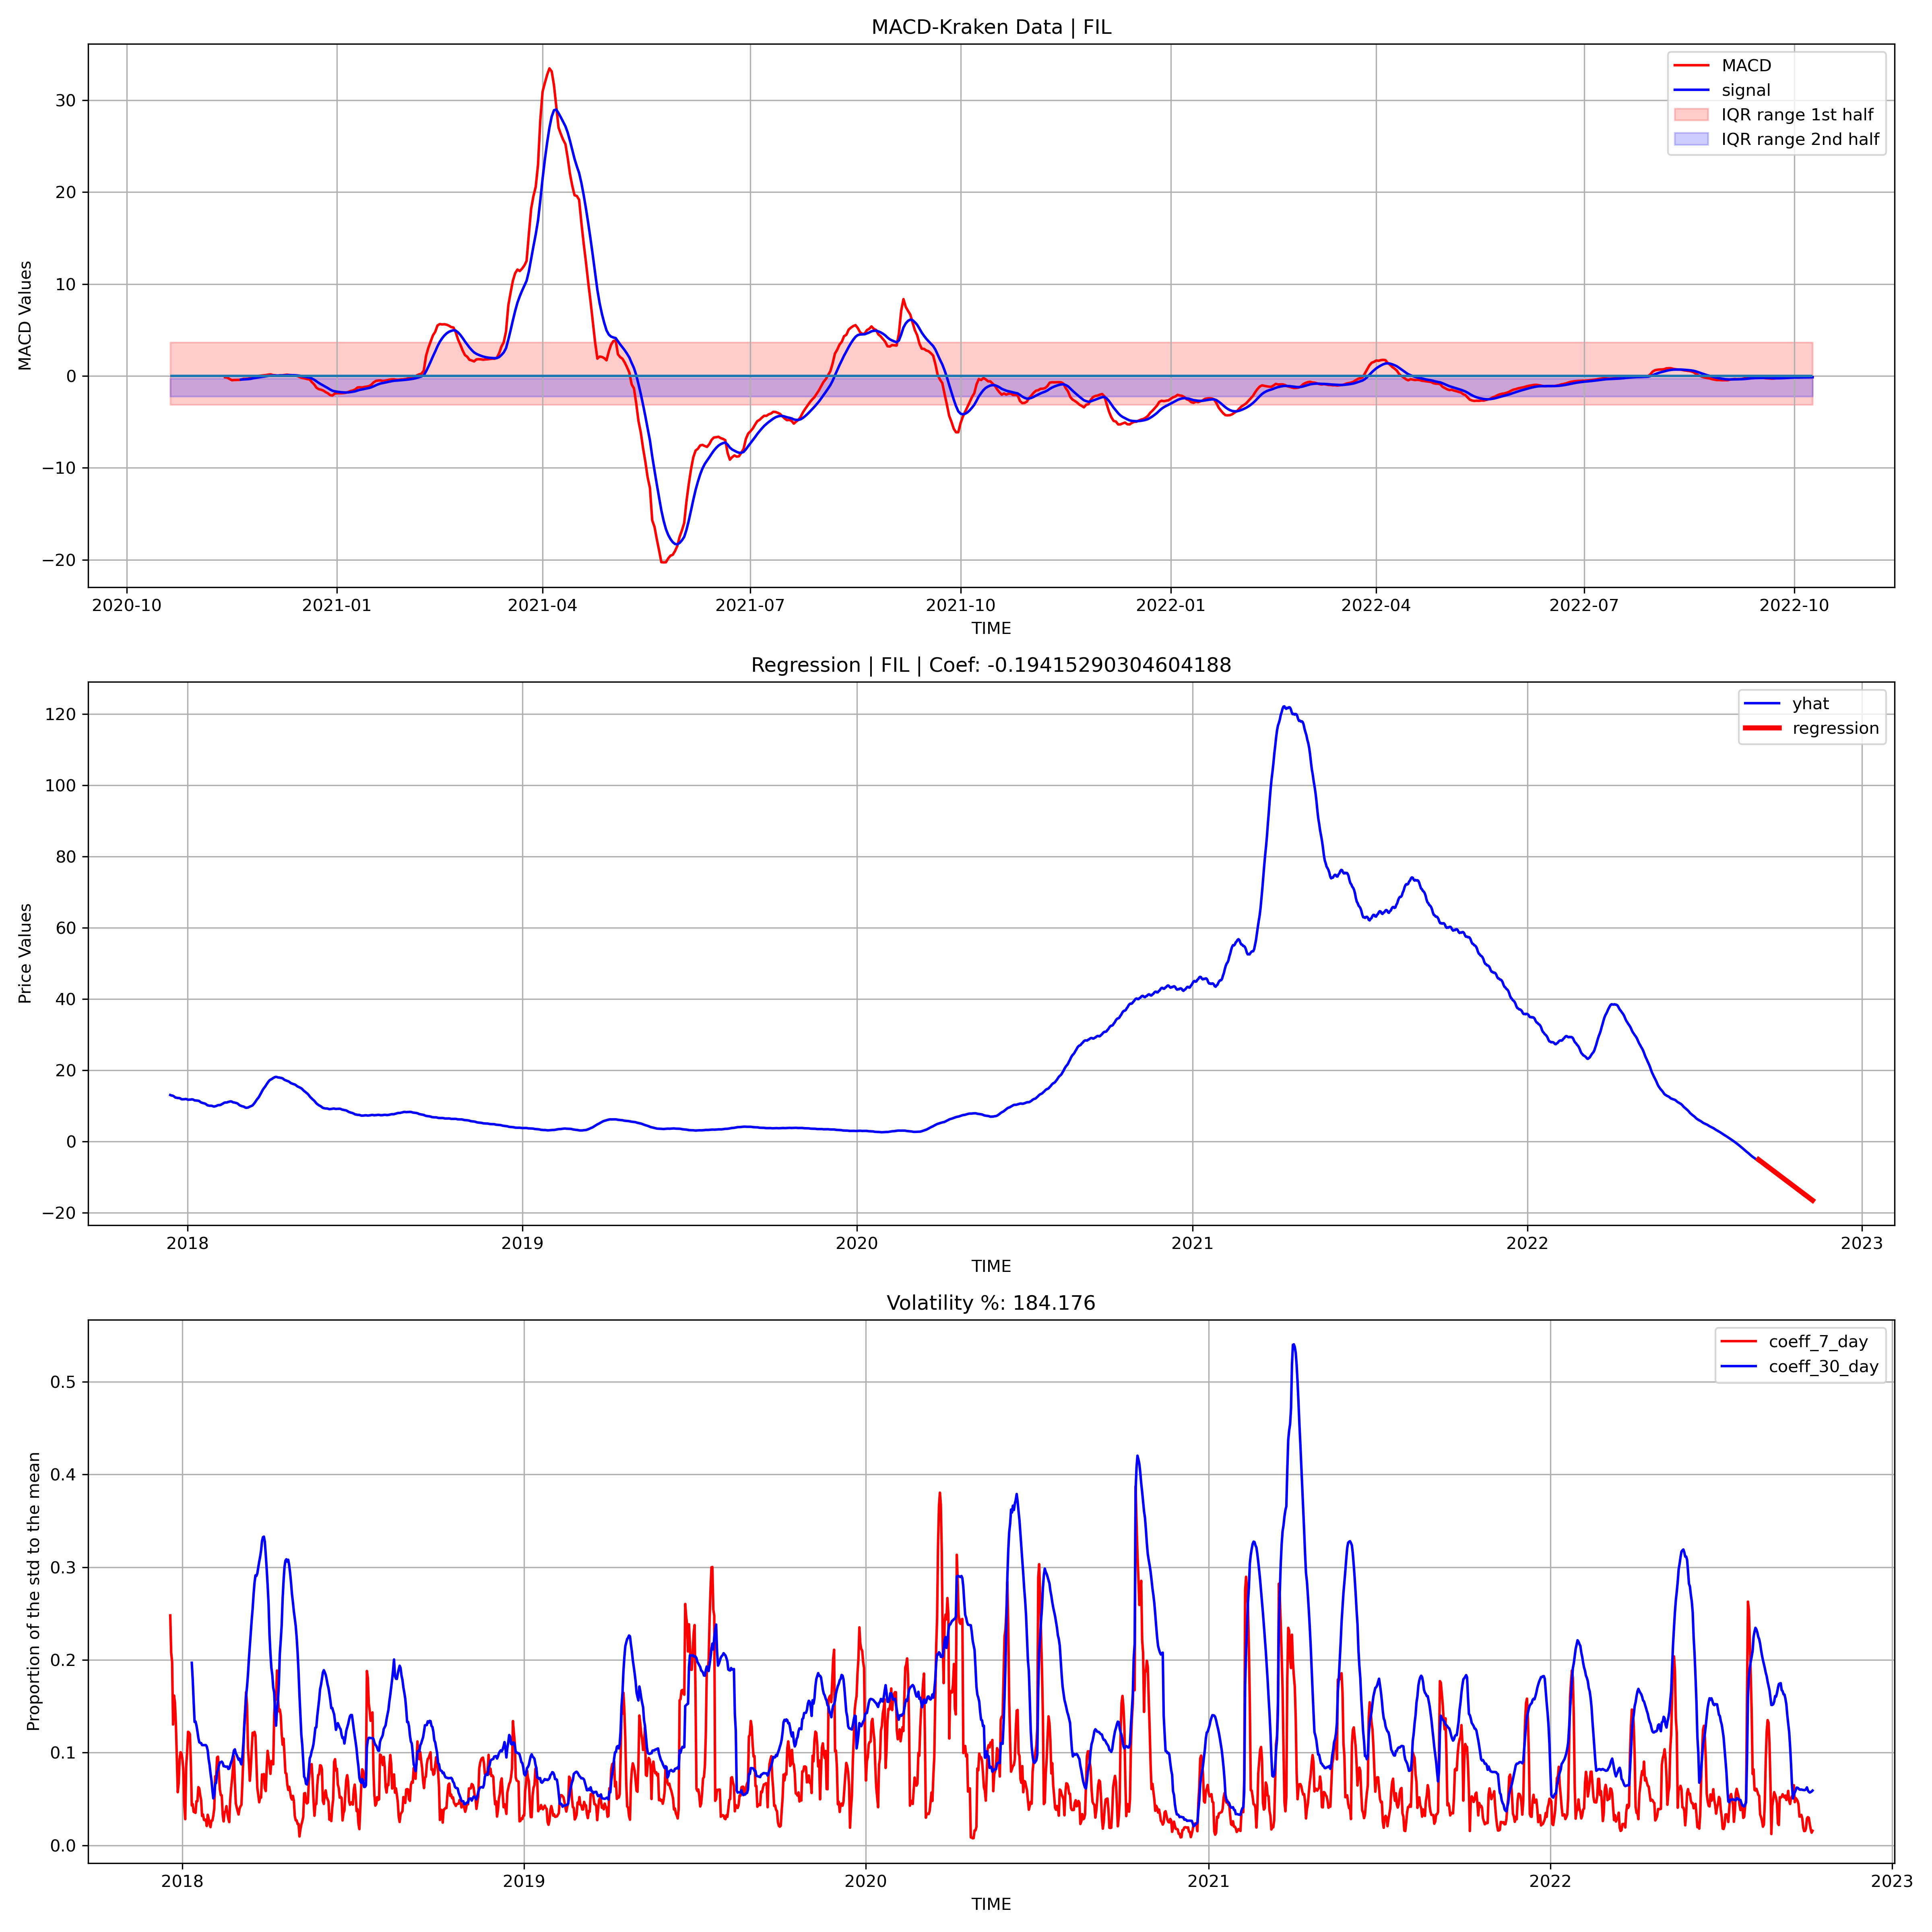 MACD-Kraken Data | FIL
MACD Values
30
20
10
0
−10
−20
MACD
signal
IQR range 1st half
IQR range 2nd half
2020-10 2021-01 2021-04 2021-07 2021-10 2022-01 2022-04 2022-07 2022-10
TIME
Regression | FIL | Coef: -0.19415290304604188
Price Values
120
100
80
60
40
20
0
−20
yhat
regression
2018 2019 2020 2021 2022 2023
TIME
Volatility %: 184.176
Proportion of the std to the mean
0.5
0.4
0.3
0.2
0.1
0.0
coeff_7_day
coeff_30_day
2018 2019 2020 2021 2022 2023
TIME